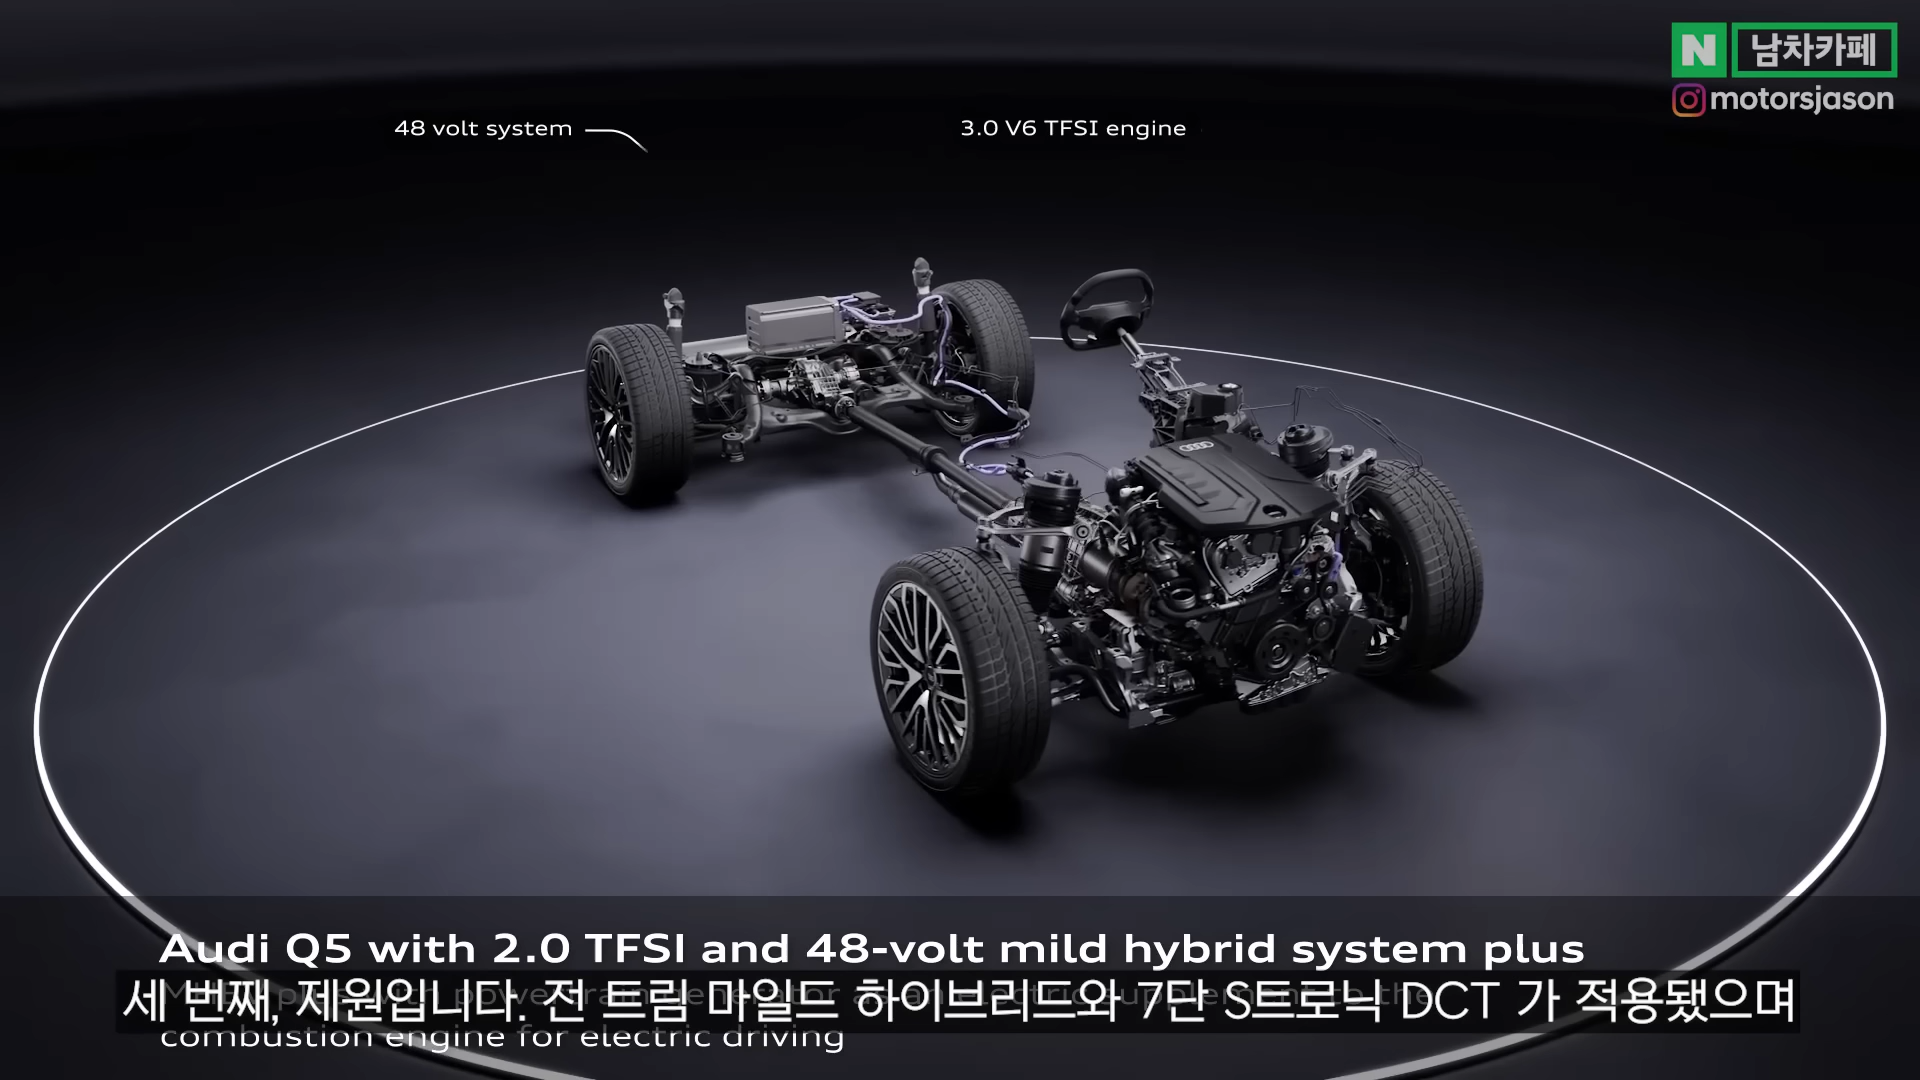 N 남차카페
motorsjason
48 volt system
3.0 V6 TFSI engine
Audi Q5 with 2.0 TFSI and 48-volt mild hybrid system plus
세 번째, 제원입니다. 전 트림 마일드 하이브리드와 7단 S트로닉 DCT 가 적용됐으며
combustion engine for electric driving